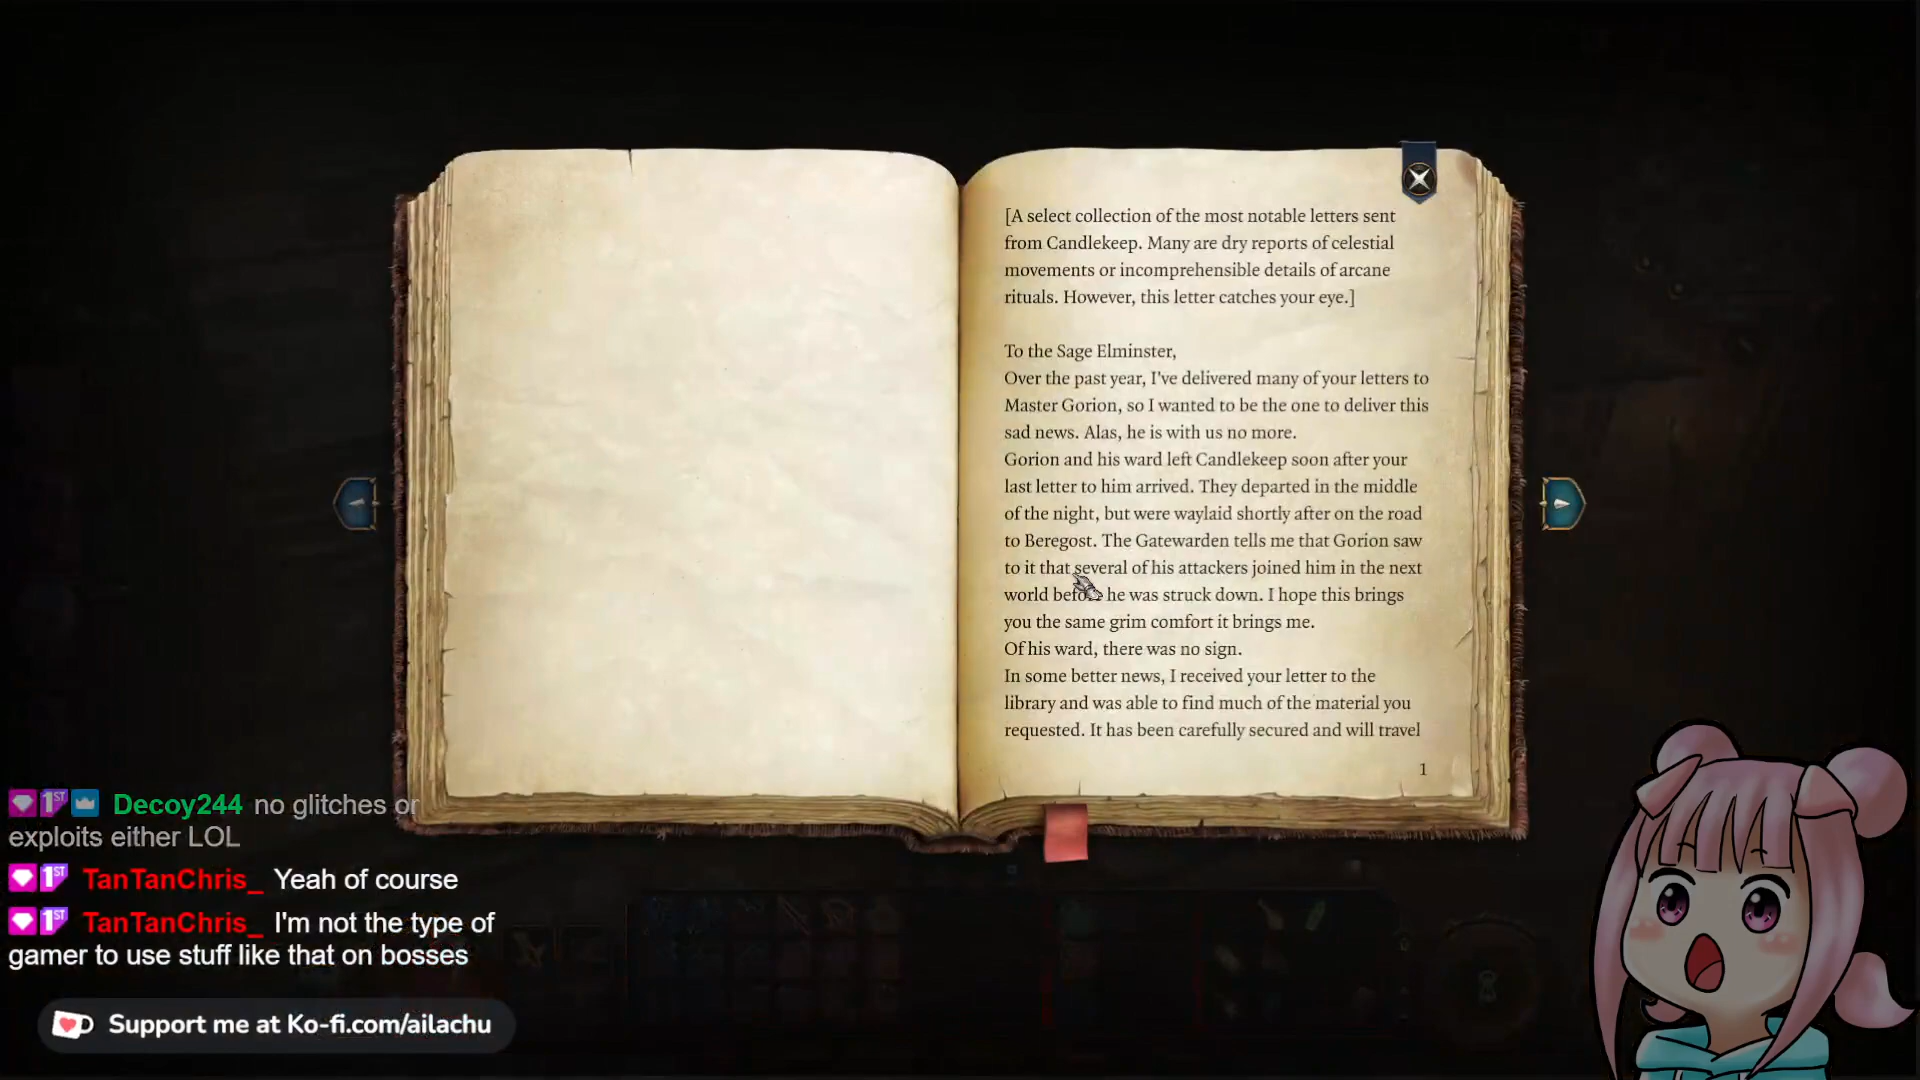 [A select collection of the most notable letters sent
from Candlekeep. Many are dry reports of celestial
movements or incomprehensible details of arcane
rituals. However, this letter catches your eye.]
To the Sage Elminster,
Over the past year, I've delivered many of your letters to
Master Gorion, so I wanted to be the one to deliver this
sad news. Alas, he is with us no more.
Gorion and his ward left Candlekeep soon after your
last letter to him arrived. They departed in the middle
of the night, but were waylaid shortly after on the road
to Beregost. The Gatewarden tells me that Gorion saw
to it that several of his attackers joined him in the next
world before he was struck down. I hope this brings
you the same grim comfort it brings me.
Of his ward, there was no sign.
In some better news, I received your letter to the
library and was able to find much of the material you
requested. It has been carefully secured and will travel
1
1ST Decoy244 no glitches or
exploits either LOL
1ST TanTanChris_ Yeah of course
1ST TanTanChris_ I'm not the type of
gamer to use stuff like that on bosses
Support me at Ko-fi.com/ailachu